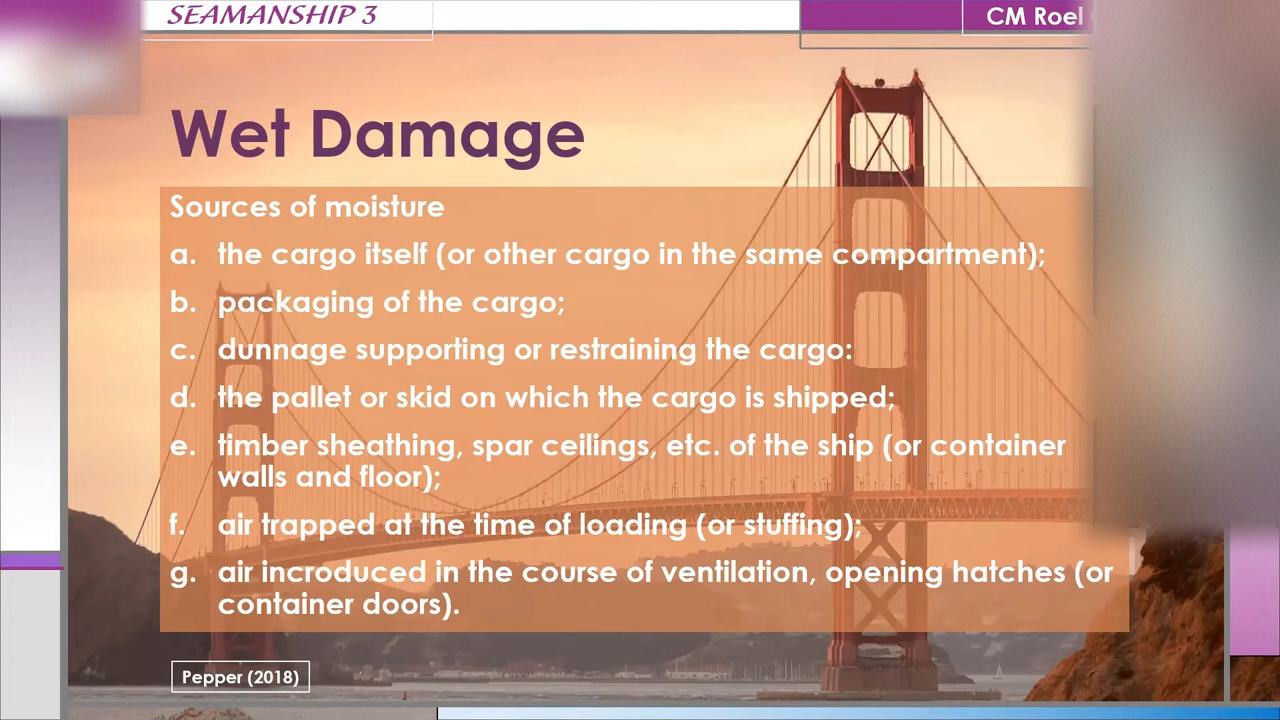 SEAMANSHIP 3
CM Roel
Wet Damage
Sources of moisture
a. the cargo itself (or other cargo in the same compartment);
b. packaging of the cargo;
c. dunnage supporting or restraining the cargo:
d. the pallet or skid on which the cargo is shipped;
e. timber sheathing, spar ceilings, etc. of the ship (or container
walls and floor);
f. air trapped at the time of loading (or stuffing);
g. air incroduced in the course of ventilation, opening hatches (or
container doors).
Pepper (2018)